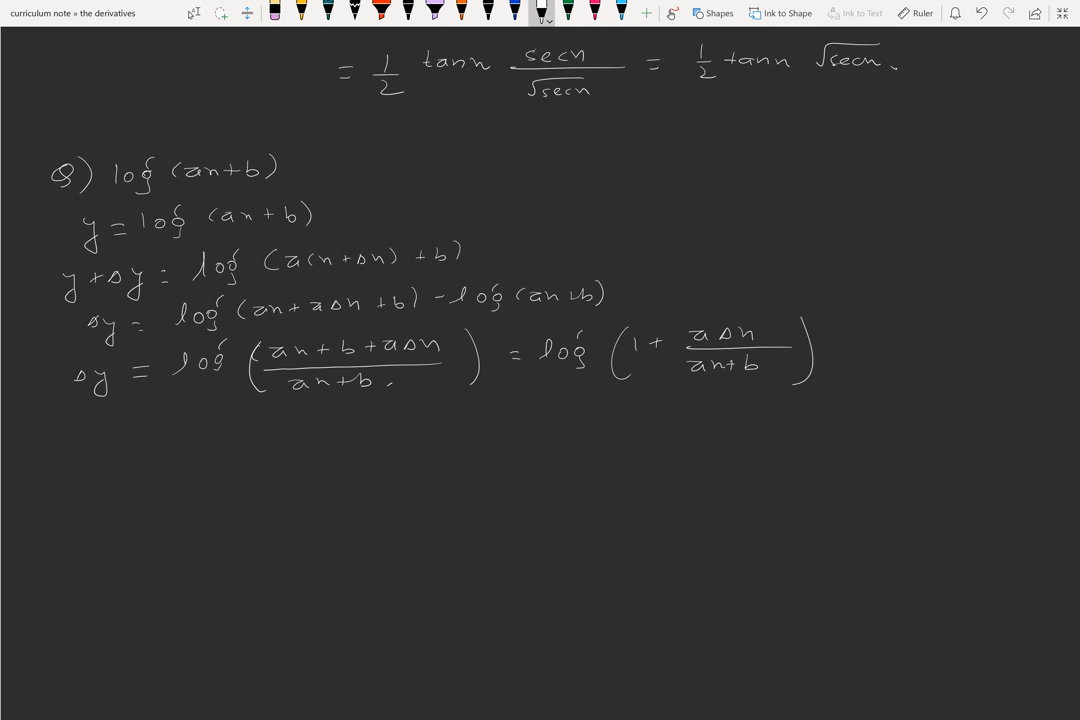 curriculum note » the derivatives
Shapes Ink to Shape Ink to Text Ruler
= 1/2 tanx secx/√secx = 1/2 tanx √secx.
Q) log (ax+b)
y = log (ax+b)
y+Δy = log (a(x+Δx) +b)
Δy = log (ax+aΔx+b) - log (ax+b)
Δy = log ((ax+b+aΔx)/(ax+b)) = log (1+ aΔx/(ax+b))